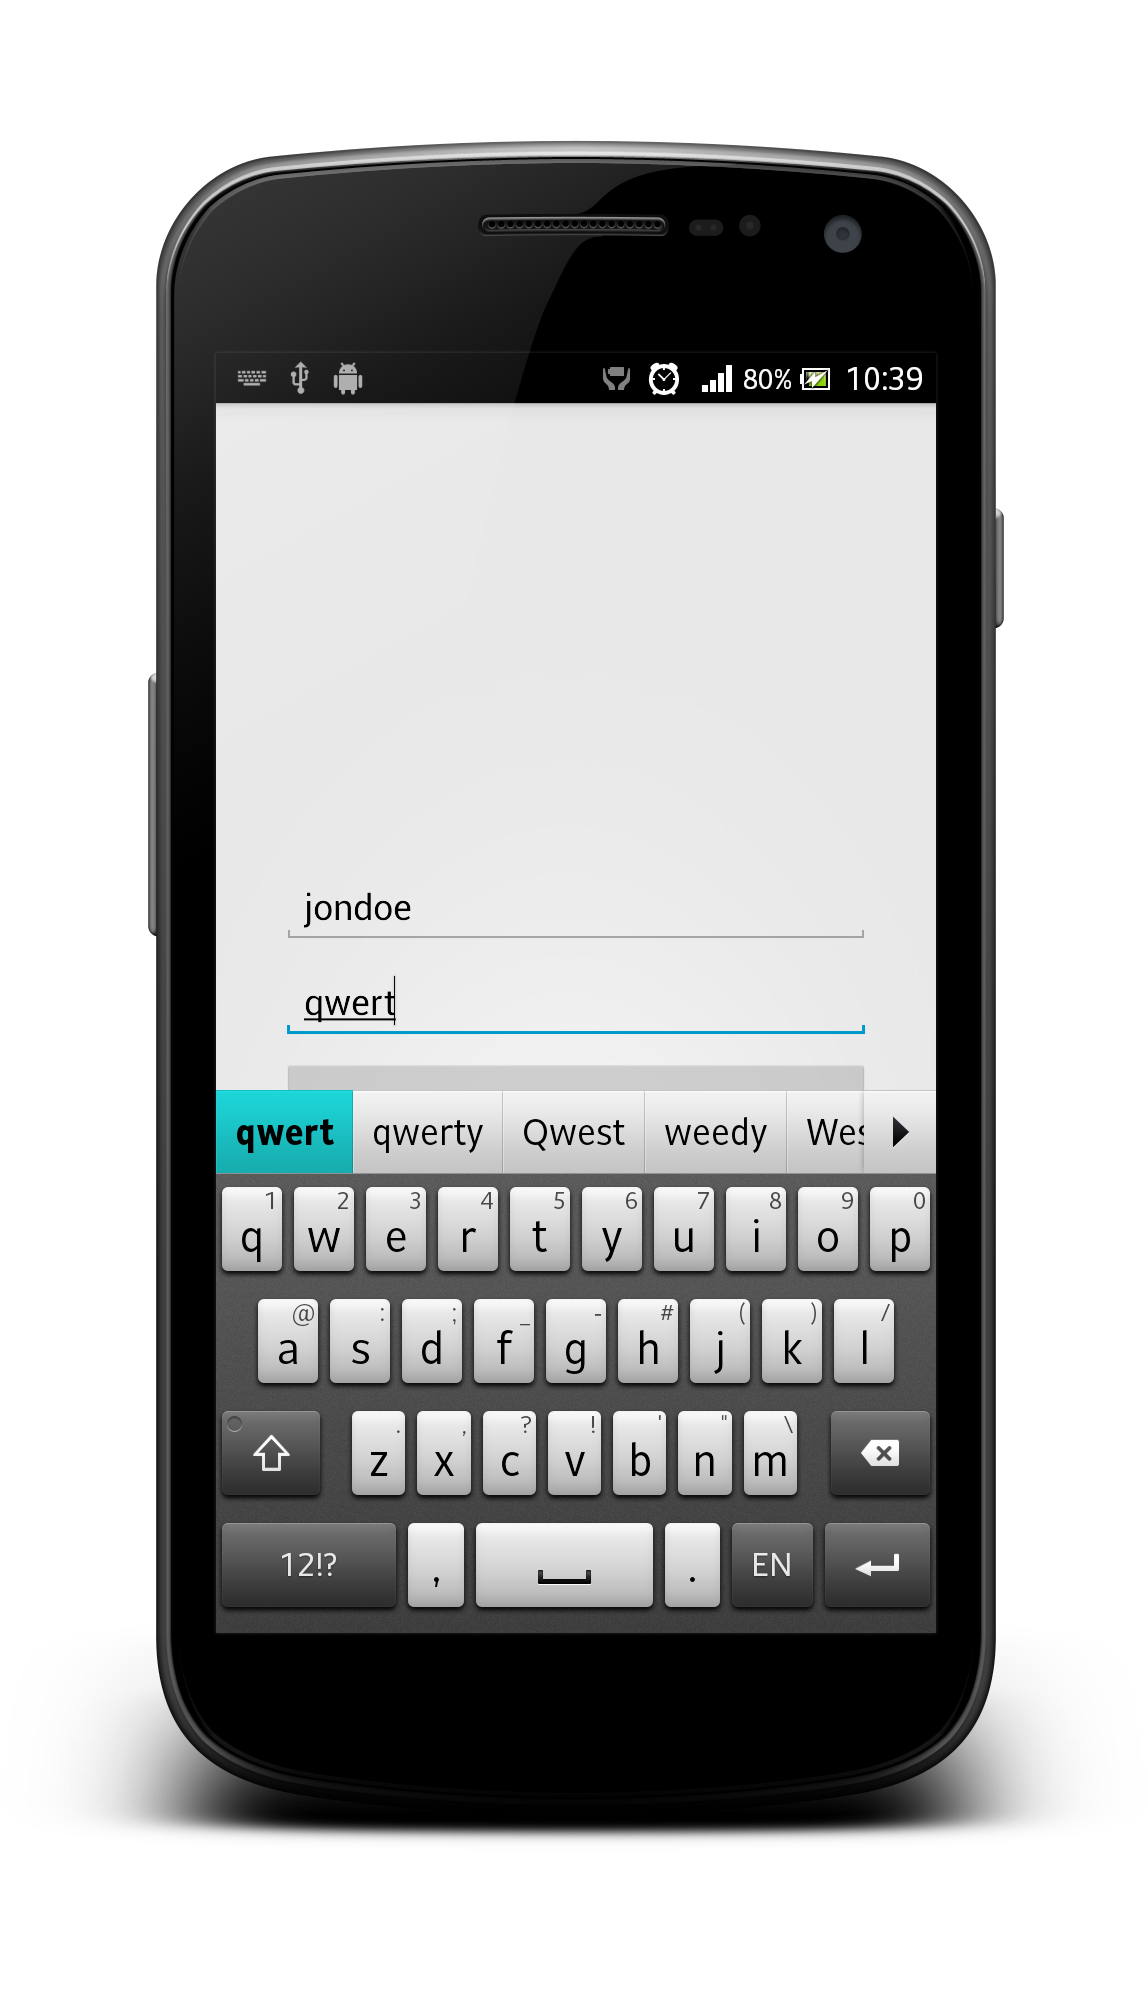 80% 10:39
jondoe
qwert
qwert qwerty Qwest weedy
1 2 3 4 5 6 7 8 9 0
q w e r t y u i o p
@ : ; _ - # ( ) /
a s d f g h j k l
. , ? ! ' " \
z x c v b n m
12!? , . EN